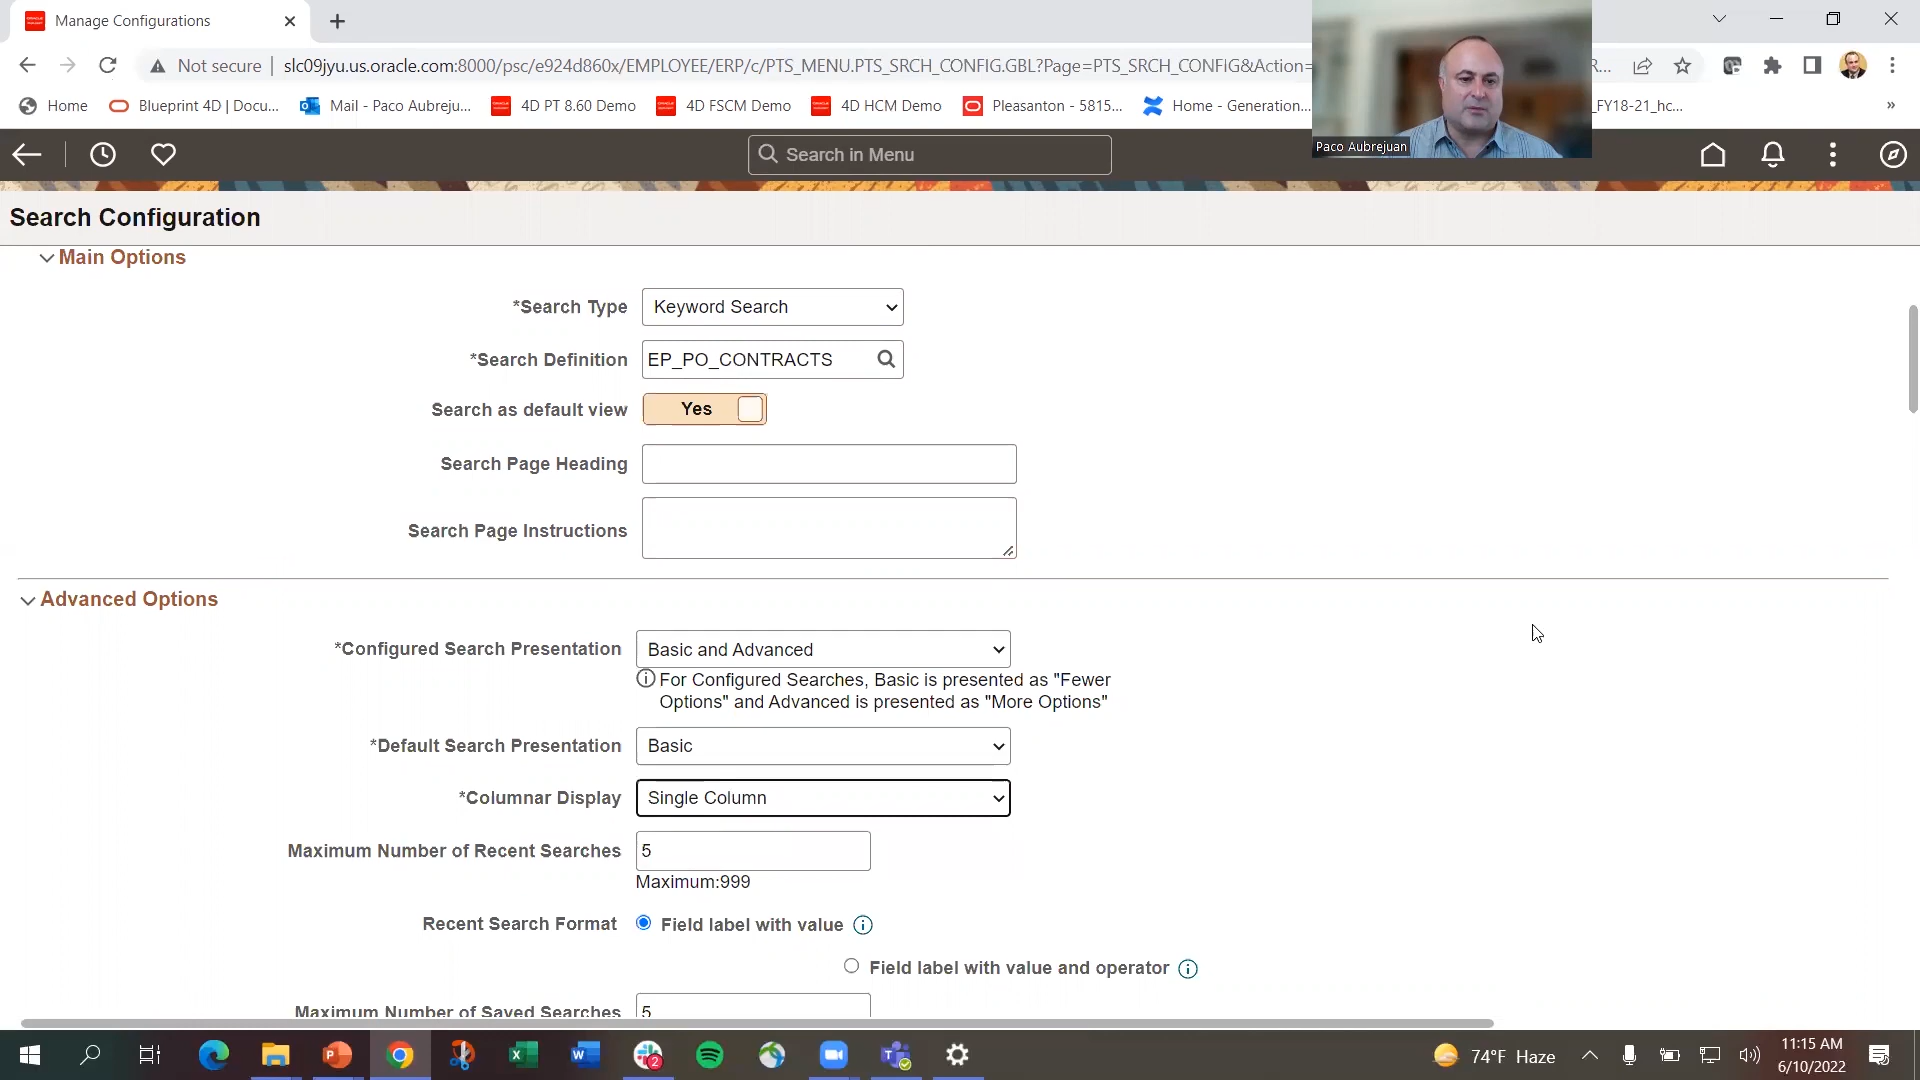 Manage Configurations
Not secure
slc09jyu.us.oracle.com:8000/psc/e924d860x/EMPLOYEE/ERP/c/PTS_MENU.PTS_SRCH_CONFIG.GBL?Page=PTS_SRCH_CONFIG&Action=
R...
Home
Blueprint 4D | Docu...
Mail - Paco Aubreju...
4D PT 8.60 Demo
4D FSCM Demo
4D HCM Demo
Pleasanton - 5815...
Home - Generation...
_FY18-21_hc...
»
Paco Aubrejuan
Search in Menu
Search Configuration
Main Options
*Search Type
Keyword Search
*Search Definition
EP_PO_CONTRACTS
Search as default view
Yes
Search Page Heading
Search Page Instructions
Advanced Options
*Configured Search Presentation
Basic and Advanced
For Configured Searches, Basic is presented as "Fewer
Options" and Advanced is presented as "More Options"
*Default Search Presentation
Basic
*Columnar Display
Single Column
Maximum Number of Recent Searches
5
Maximum:999
Recent Search Format
Field label with value
Field label with value and operator
Maximum Number of Saved Searches
5
2
74°F Haze
11:15 AM
6/10/2022